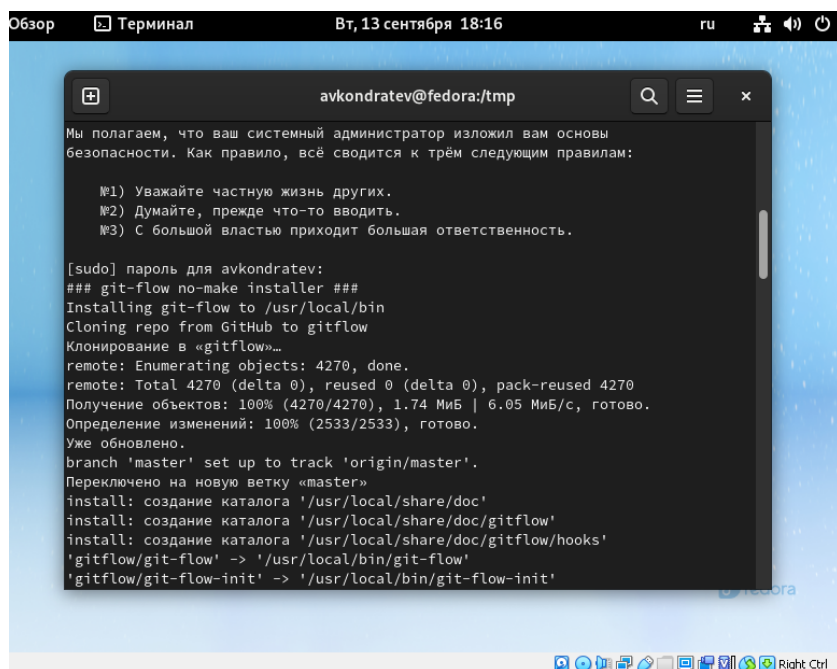 Обзор Терминал Вт, 13 сентября 18:16 ru
avkondratev@fedora:/tmp
Мы полагаем, что ваш системный администратор изложил вам основы
безопасности. Как правило, всё сводится к трём следующим правилам:
№1) Уважайте частную жизнь других.
№2) Думайте, прежде что-то вводить.
№3) С большой властью приходит большая ответственность.
[sudo] пароль для avkondratev:
### git-flow no-make installer ###
Installing git-flow to /usr/local/bin
Cloning repo from GitHub to gitflow
Клонирование в «gitflow»…
remote: Enumerating objects: 4270, done.
remote: Total 4270 (delta 0), reused 0 (delta 0), pack-reused 4270
Получение объектов: 100% (4270/4270), 1.74 МиБ | 6.05 МиБ/с, готово.
Определение изменений: 100% (2533/2533), готово.
Уже обновлено.
branch 'master' set up to track 'origin/master'.
Переключено на новую ветку «master»
install: создание каталога '/usr/local/share/doc'
install: создание каталога '/usr/local/share/doc/gitflow'
install: создание каталога '/usr/local/share/doc/gitflow/hooks'
'gitflow/git-flow' -> '/usr/local/bin/git-flow'
'gitflow/git-flow-init' -> '/usr/local/bin/git-flow-init'
fedora
Right Ctrl